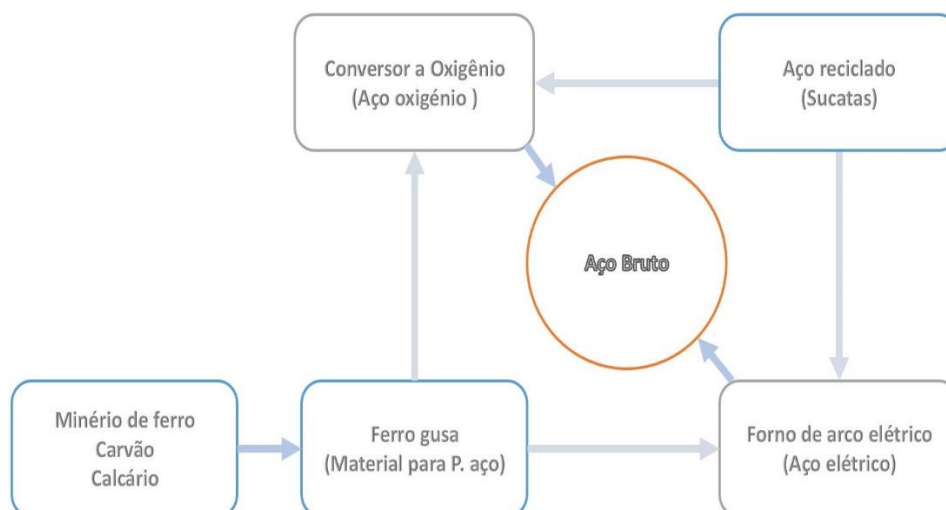 Conversor a Oxigênio
(Aço oxigénio )
Aço reciclado
(Sucatas)
Aço Bruto
Minério de ferro
Carvão
Calcário
Ferro gusa
(Material para P. aço)
Forno de arco elétrico
(Aço elétrico)